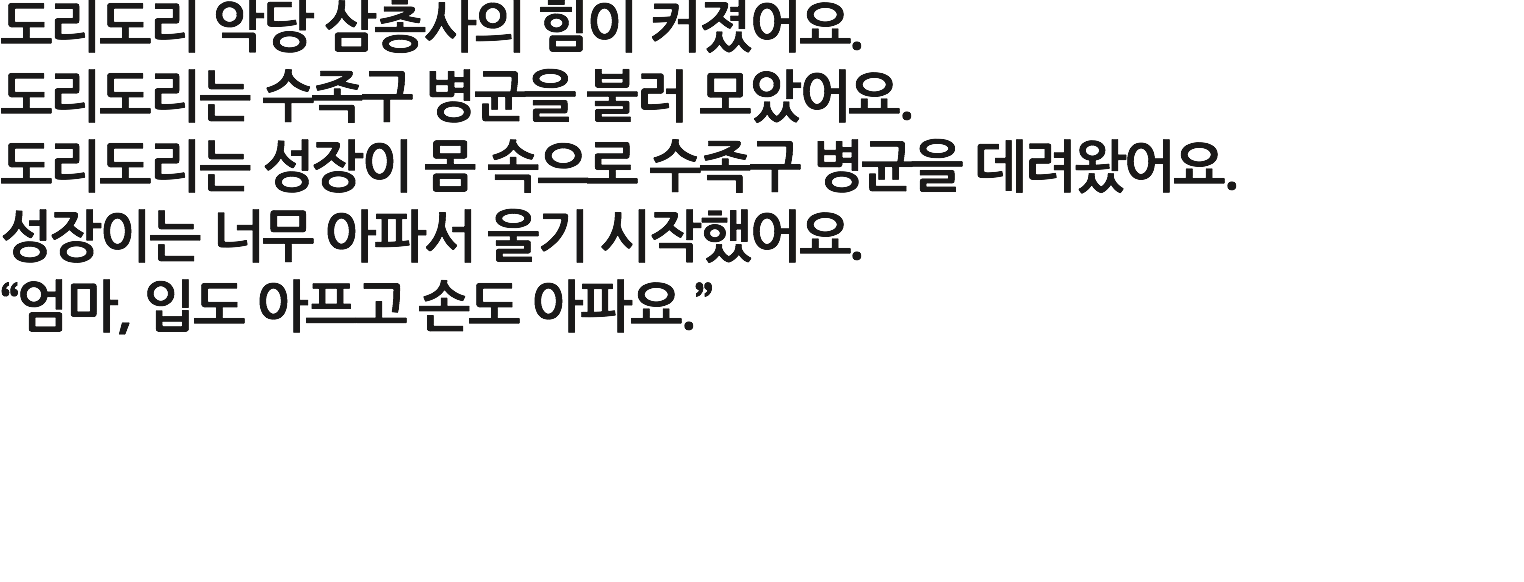 도리도리 악당 삼총사의 힘이 커졌어요.
도리도리는 수족구 병균을 불러 모았어요.
도리도리는 성장이 몸 속으로 수족구 병균을 데려왔어요.
성장이는 너무 아파서 울기 시작했어요.
“엄마, 입도 아프고 손도 아파요.”